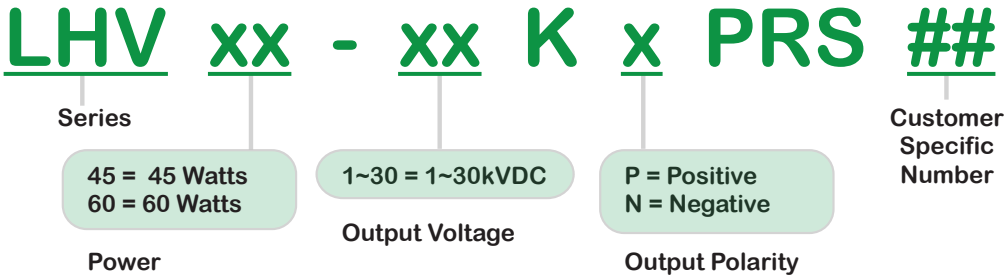 LHV xx - xx K x PRS ##
Series
45 = 45 Watts
60 = 60 Watts
Power
1~30 = 1~30kVDC
Output Voltage
P = Positive
N = Negative
Output Polarity
Customer
Specific
Number